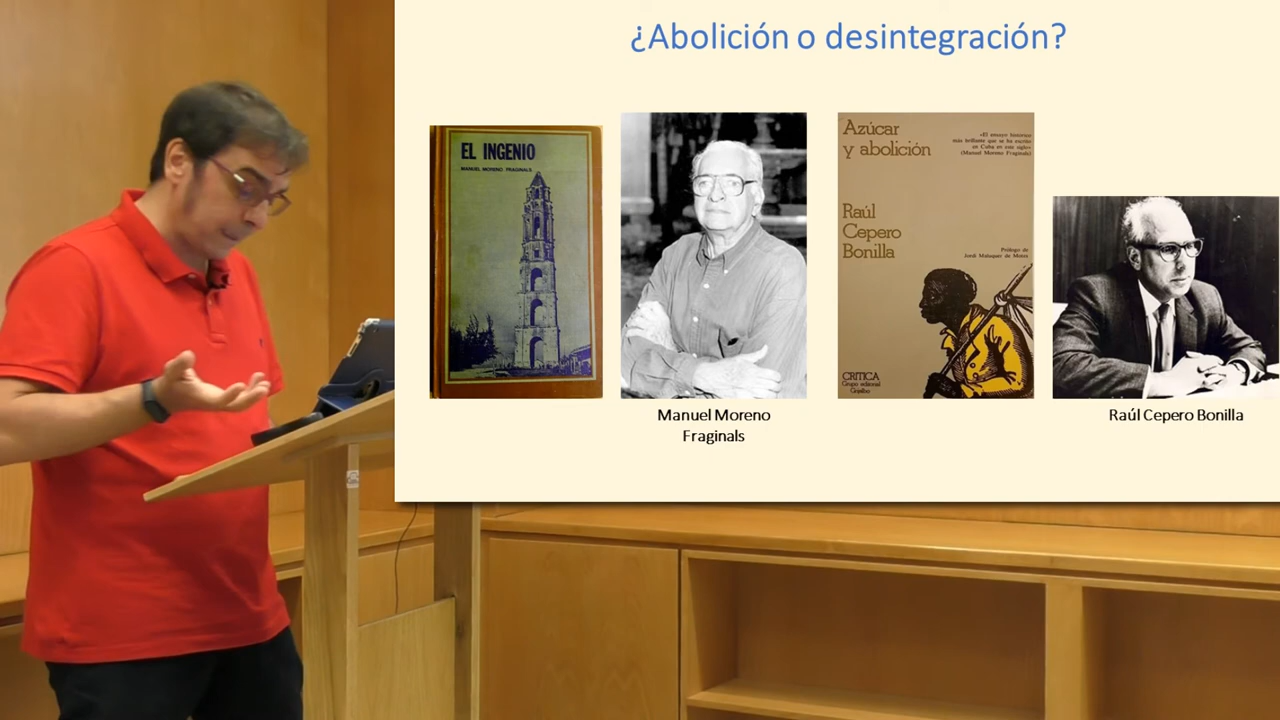 ¿Abolición o desintegración?
EL INGENIO
MANUEL MORENO FRAGINALS
Azúcar
y abolición
«El ensayo histórico
más brillante que se ha escrito
en Cuba en este siglo»
(Manuel Moreno Fraginals)
Raúl
Cepero
Bonilla
Prólogo de
Jordi Maluquer de Motes
CRÍTICA
Grupo editorial
Grijalbo
Manuel Moreno
Fraginals
Raúl Cepero Bonilla